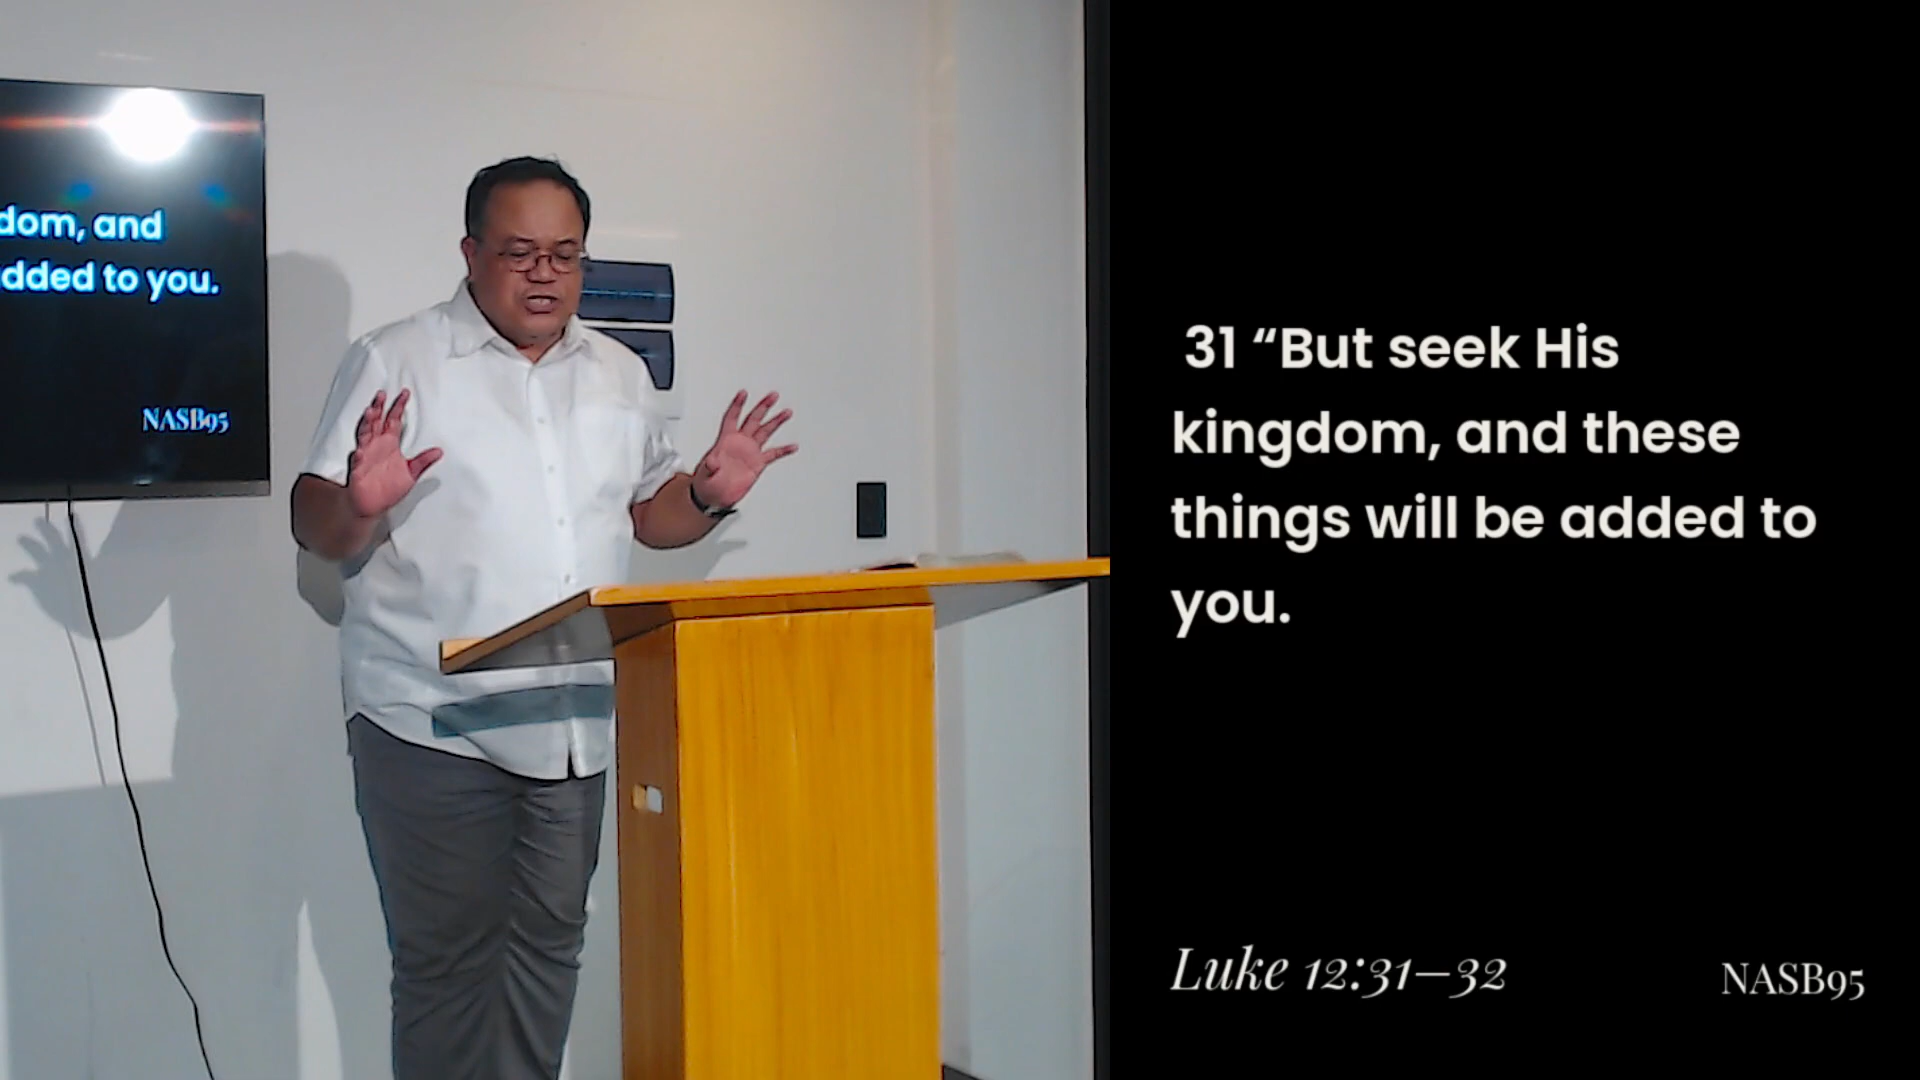 dom, and
dded to you.
NASB95
31 “But seek His
kingdom, and these
things will be added to
you.
Luke 12:31–32
NASB95